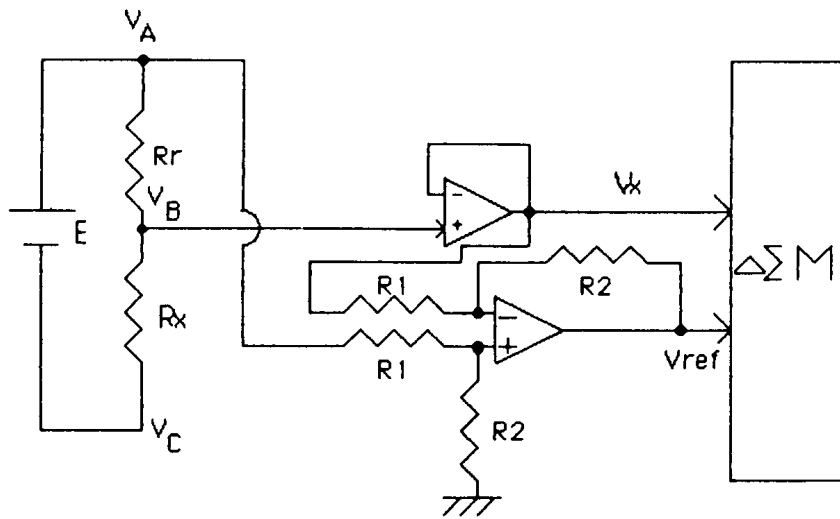 VA
Rr
VB
E
Rx
VC
-
+
Vx
R1
R2
-
+
R1
Vref
R2
ΔΣM